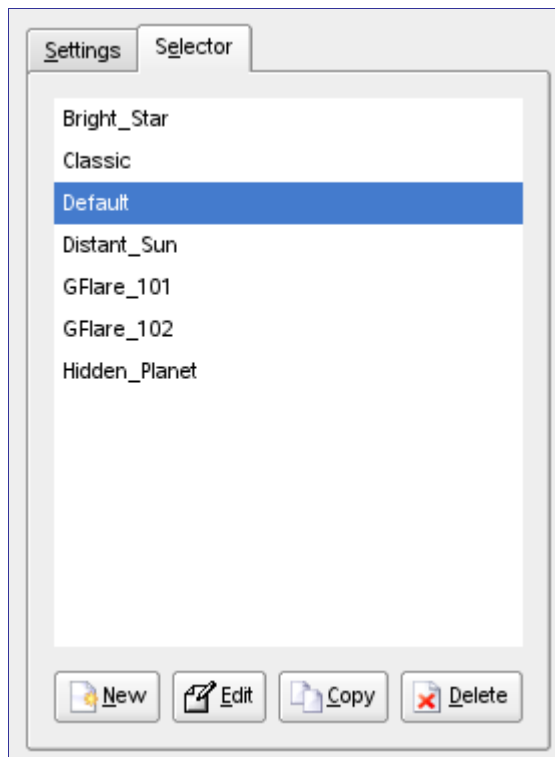 Settings Selector
Bright_Star
Classic
Default
Distant_Sun
GFlare_101
GFlare_102
Hidden_Planet
New Edit Copy Delete